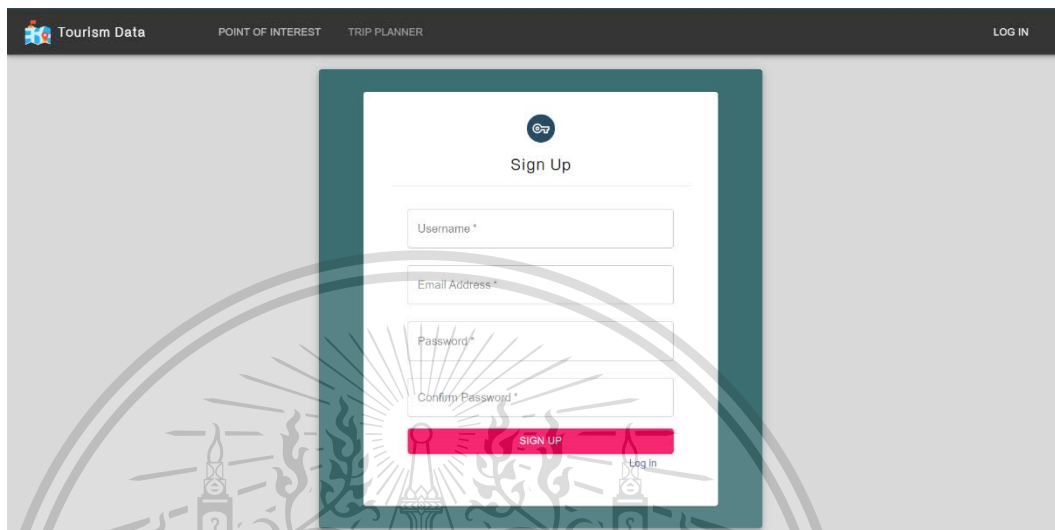 Tourism Data POINT OF INTEREST TRIP PLANNER LOG IN
Sign Up
Username *
Email Address *
Password *
Confirm Password *
SIGN UP
Log in